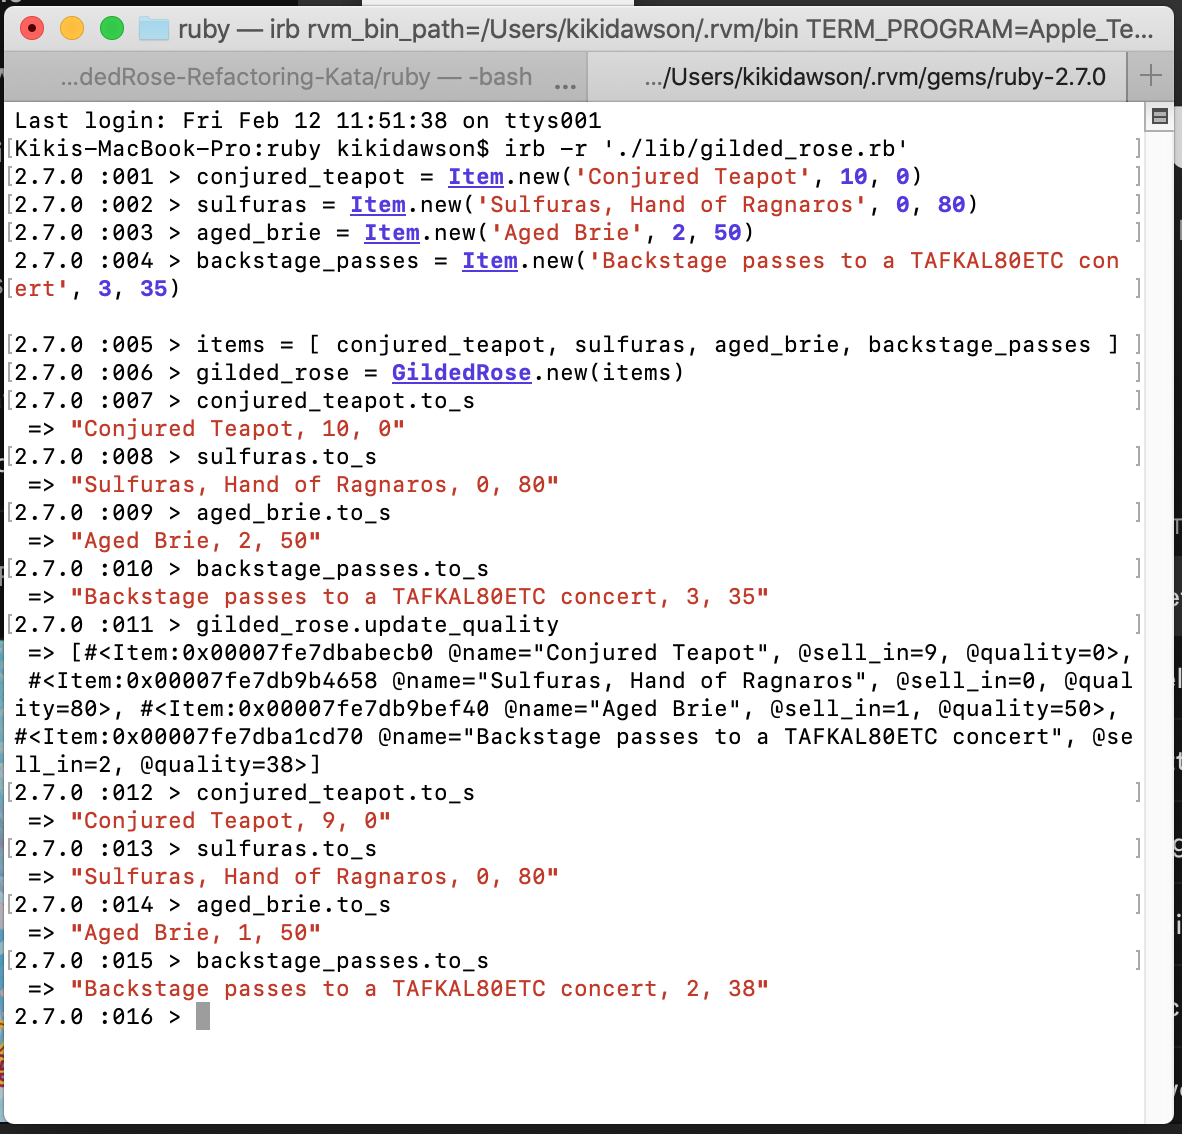 ruby — irb rvm_bin_path=/Users/kikidawson/.rvm/bin TERM_PROGRAM=Apple_Te...
...dedRose-Refactoring-Kata/ruby — -bash ...
.../Users/kikidawson/.rvm/gems/ruby-2.7.0 +
Last login: Fri Feb 12 11:51:38 on ttys001
[Kikis-MacBook-Pro:ruby kikidawson$ irb -r './lib/gilded_rose.rb' ]
[2.7.0 :001 > conjured_teapot = Item.new('Conjured Teapot', 10, 0) ]
[2.7.0 :002 > sulfuras = Item.new('Sulfuras, Hand of Ragnaros', 0, 80) ]
[2.7.0 :003 > aged_brie = Item.new('Aged Brie', 2, 50) ]
2.7.0 :004 > backstage_passes = Item.new('Backstage passes to a TAFKAL80ETC con
[ert', 3, 35) ]
[2.7.0 :005 > items = [ conjured_teapot, sulfuras, aged_brie, backstage_passes ] ]
[2.7.0 :006 > gilded_rose = GildedRose.new(items) ]
[2.7.0 :007 > conjured_teapot.to_s ]
=> "Conjured Teapot, 10, 0"
[2.7.0 :008 > sulfuras.to_s ]
=> "Sulfuras, Hand of Ragnaros, 0, 80"
[2.7.0 :009 > aged_brie.to_s ]
=> "Aged Brie, 2, 50"
[2.7.0 :010 > backstage_passes.to_s ]
=> "Backstage passes to a TAFKAL80ETC concert, 3, 35"
[2.7.0 :011 > gilded_rose.update_quality ]
=> [#<Item:0x00007fe7dbabecb0 @name="Conjured Teapot", @sell_in=9, @quality=0>,
#<Item:0x00007fe7db9b4658 @name="Sulfuras, Hand of Ragnaros", @sell_in=0, @qual
ity=80>, #<Item:0x00007fe7db9bef40 @name="Aged Brie", @sell_in=1, @quality=50>,
#<Item:0x00007fe7dba1cd70 @name="Backstage passes to a TAFKAL80ETC concert", @se
ll_in=2, @quality=38>]
[2.7.0 :012 > conjured_teapot.to_s ]
=> "Conjured Teapot, 9, 0"
[2.7.0 :013 > sulfuras.to_s ]
=> "Sulfuras, Hand of Ragnaros, 0, 80"
[2.7.0 :014 > aged_brie.to_s ]
=> "Aged Brie, 1, 50"
[2.7.0 :015 > backstage_passes.to_s ]
=> "Backstage passes to a TAFKAL80ETC concert, 2, 38"
2.7.0 :016 >